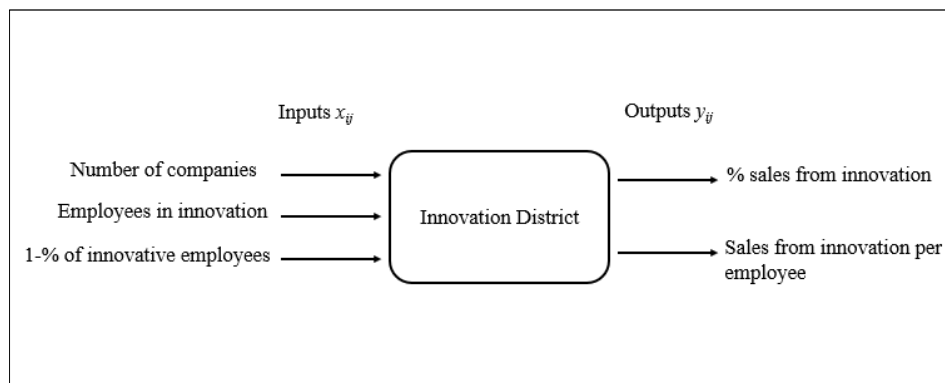 Inputs x_ij
Outputs y_ij
Number of companies
Employees in innovation
1-% of innovative employees
Innovation District
% sales from innovation
Sales from innovation per
employee